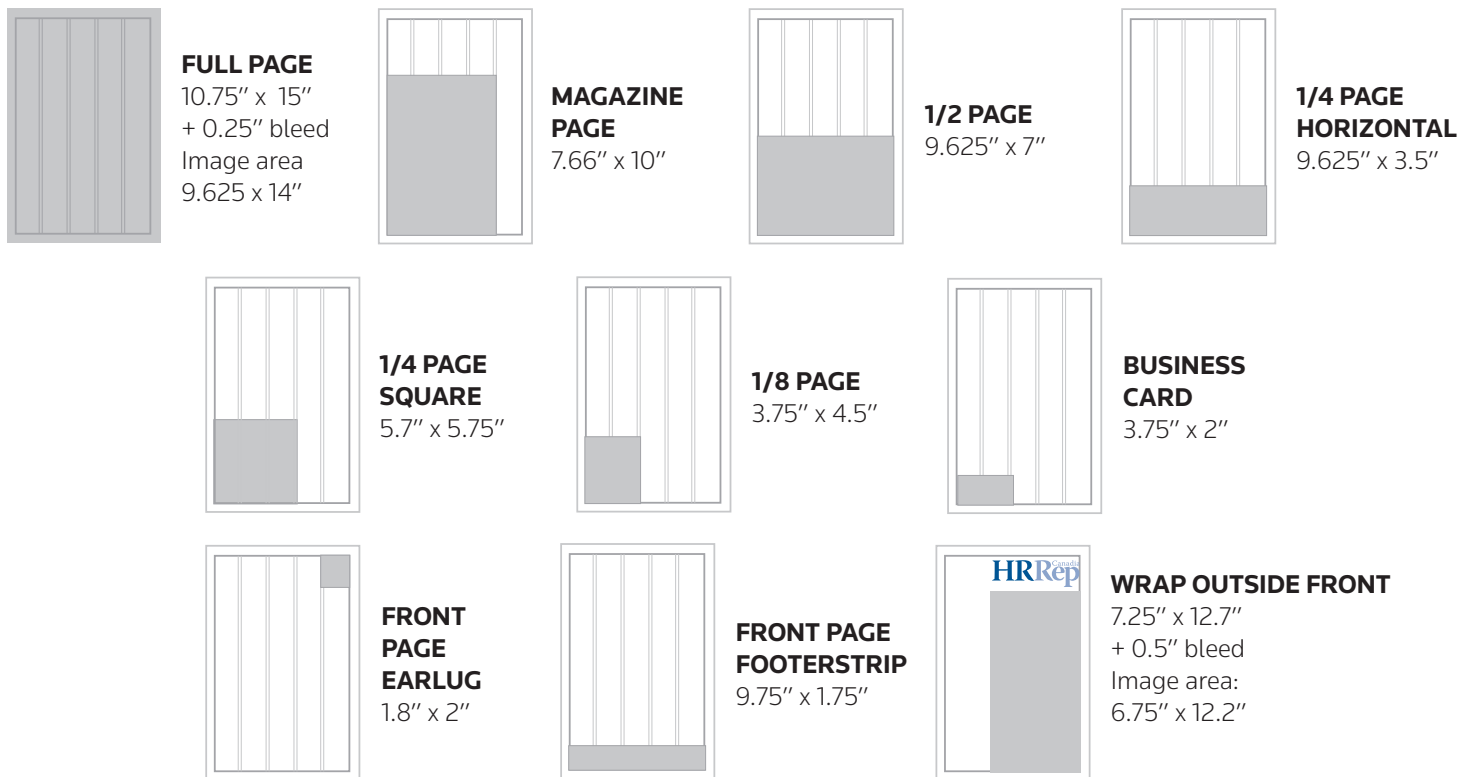 FULL PAGE
10.75″ x 15″
+ 0.25″ bleed
Image area
9.625 x 14″
MAGAZINE
PAGE
7.66″ x 10″
1/2 PAGE
9.625″ x 7″
1/4 PAGE
HORIZONTAL
9.625″ x 3.5″
1/4 PAGE
SQUARE
5.7″ x 5.75″
1/8 PAGE
3.75″ x 4.5″
BUSINESS
CARD
3.75″ x 2″
FRONT
PAGE
EARLUG
1.8″ x 2″
FRONT PAGE
FOOTERSTRIP
9.75″ x 1.75″
Canadi
HRRep
WRAP OUTSIDE FRONT
7.25″ x 12.7″
+ 0.5″ bleed
Image area:
6.75″ x 12.2″